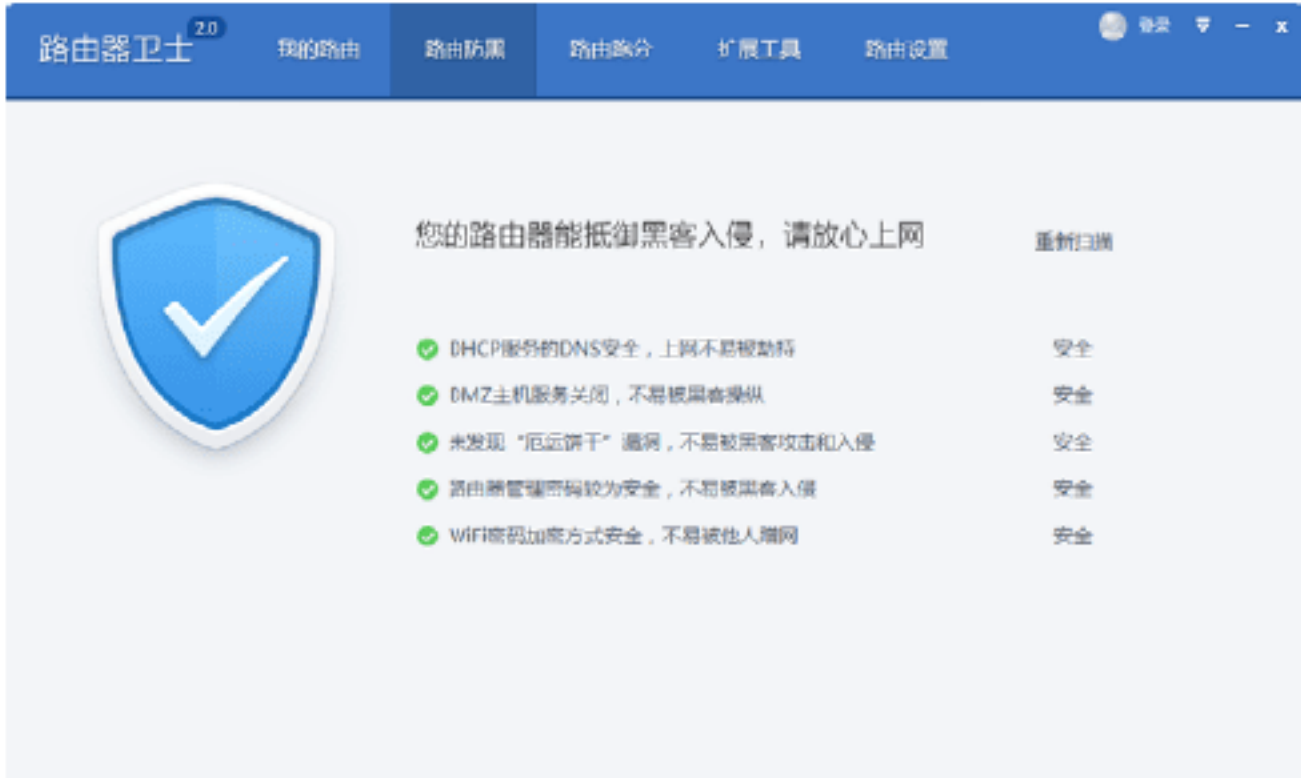 路由器卫士 2.0 我的路由 路由防黑 路由跑分 扩展工具 路由设置 登录
您的路由器能抵御黑客入侵，请放心上网 重新扫描
DHCP服务的DNS安全，上网不易被劫持 安全
DMZ主机服务关闭，不易被黑客操纵 安全
未发现“厄运饼干”漏洞，不易被黑客攻击和入侵 安全
路由器管理密码较为安全，不易被黑客入侵 安全
WiFi密码加密方式安全，不易被他人蹭网 安全